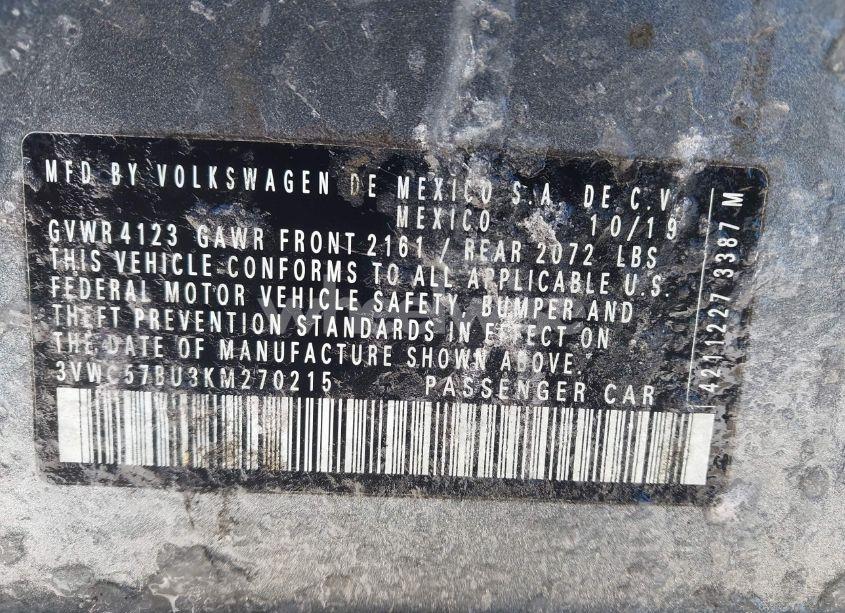 MFD BY VOLKSWAGEN DE MEXICO S.A. DE C.V.
MEXICO 10/19
GVWR 4123 GAWR FRONT 2161 / REAR 2072 LBS
THIS VEHICLE CONFORMS TO ALL APPLICABLE U.S.
FEDERAL MOTOR VEHICLE SAFETY, BUMPER AND
THEFT PREVENTION STANDARDS IN EFFECT ON
THE DATE OF MANUFACTURE SHOWN ABOVE.
3VWC57BU3KM270215 PASSENGER CAR
4211227 3387 M